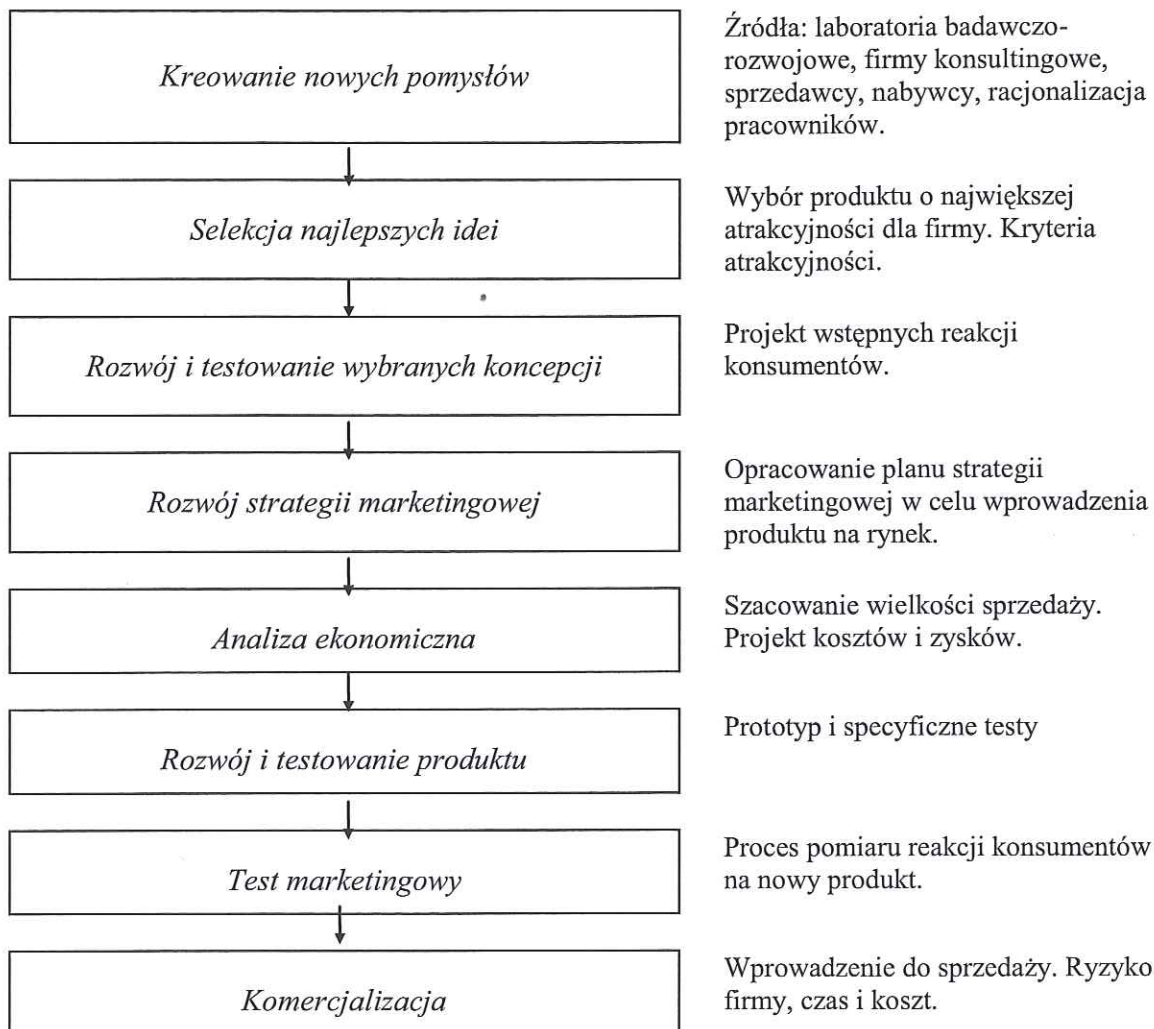 Kreowanie nowych pomysłów
Źródła: laboratoria badawczo-
rozwojowe, firmy konsultingowe,
sprzedawcy, nabywcy, racjonalizacja
pracowników.
Selekcja najlepszych idei
Wybór produktu o największej
atrakcyjności dla firmy. Kryteria
atrakcyjności.
Rozwój i testowanie wybranych koncepcji
Projekt wstępnych reakcji
konsumentów.
Rozwój strategii marketingowej
Opracowanie planu strategii
marketingowej w celu wprowadzenia
produktu na rynek.
Analiza ekonomiczna
Szacowanie wielkości sprzedaży.
Projekt kosztów i zysków.
Rozwój i testowanie produktu
Prototyp i specyficzne testy
Test marketingowy
Proces pomiaru reakcji konsumentów
na nowy produkt.
Komercjalizacja
Wprowadzenie do sprzedaży. Ryzyko
firmy, czas i koszt.